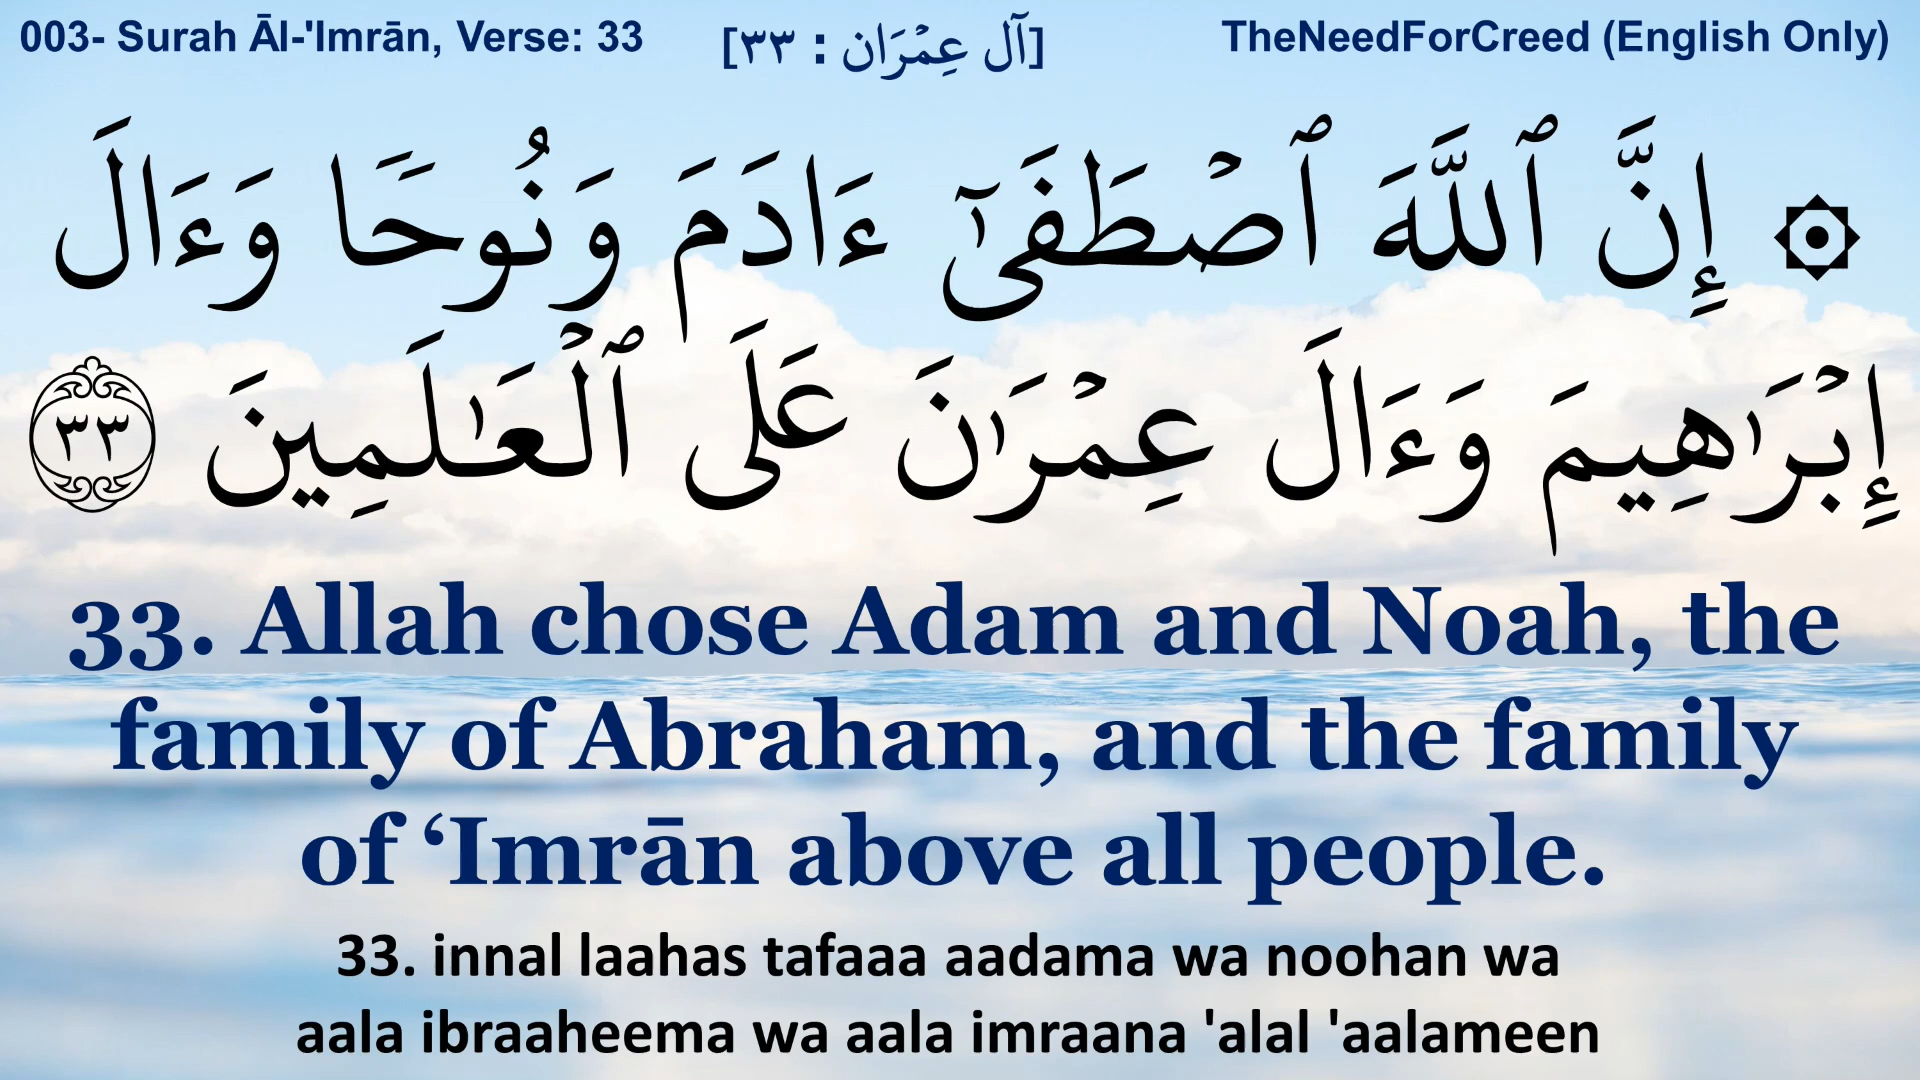 003- Surah Āl-'Imrān, Verse: 33
[آل عِمْرَان : ٣٣]
TheNeedForCreed (English Only)
۞ إِنَّ ٱللَّهَ ٱصْطَفَىٰٓ ءَادَمَ وَنُوحًا وَءَالَ
إِبْرَٰهِيمَ وَءَالَ عِمْرَٰنَ عَلَى ٱلْعَـٰلَمِينَ ٣٣
33. Allah chose Adam and Noah, the
family of Abraham, and the family
of ‘Imrān above all people.
33. innal laahas tafaaa aadama wa noohan wa
aala ibraaheema wa aala imraana 'alal 'aalameen